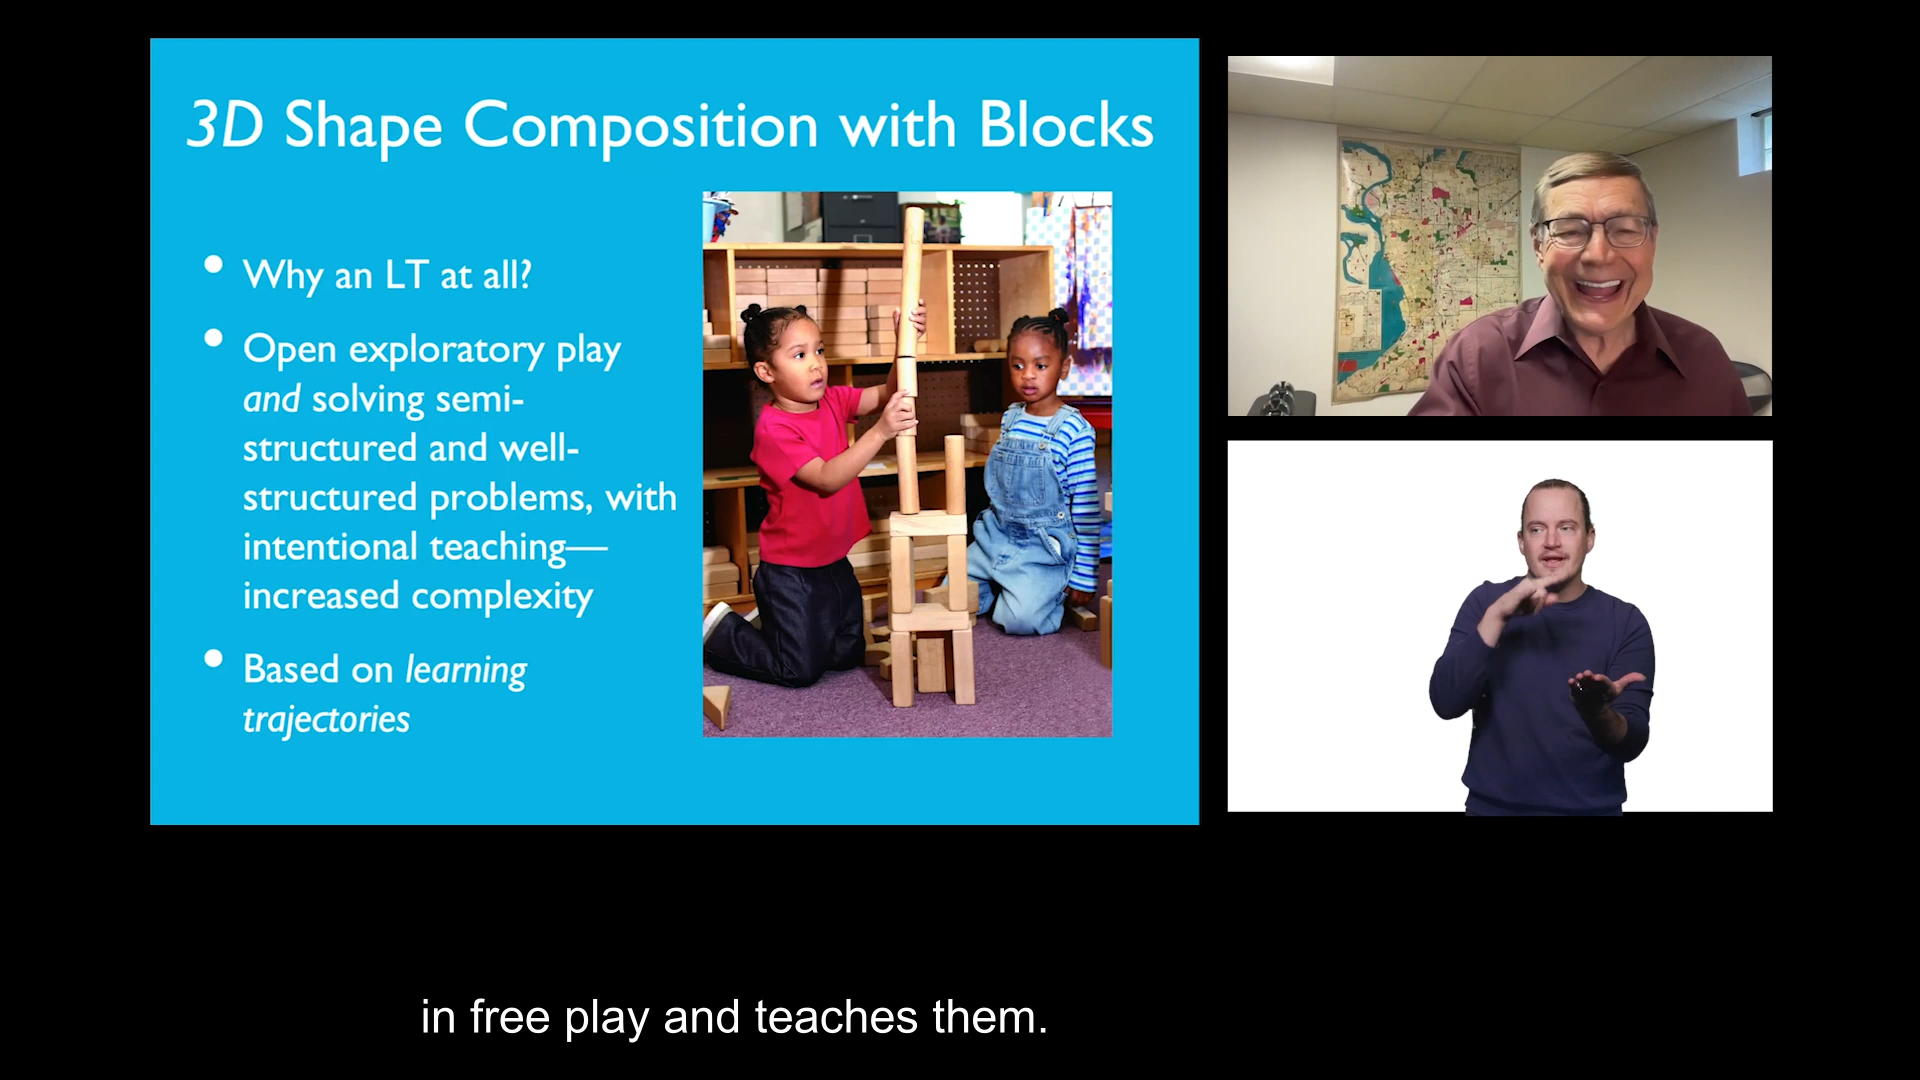 3D Shape Composition with Blocks
Why an LT at all?
Open exploratory play
and solving semi-
structured and well-
structured problems, with
intentional teaching—
increased complexity
Based on learning
trajectories
in free play and teaches them.